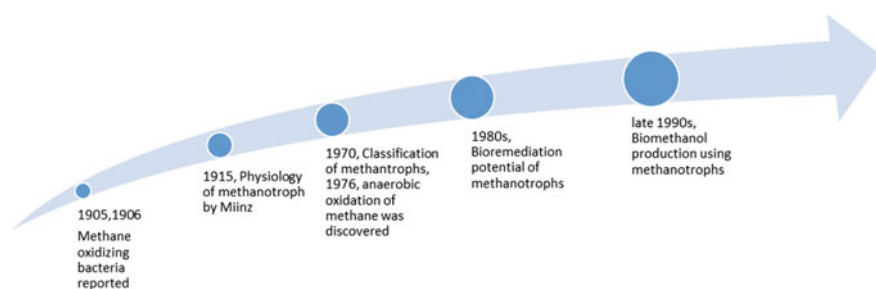 1905,1906
Methane
oxidizing
bacteria
reported
1915, Physiology
of methanotroph
by Miinz
1970, Classification
of methantrophs,
1976, anaerobic
oxidation of
methane was
discovered
1980s,
Bioremediation
potential of
methanotrophs
late 1990s,
Biomethanol
production using
methanotrophs